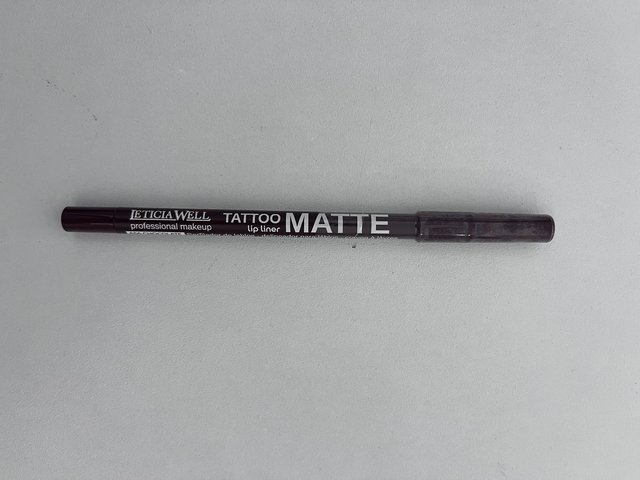 LETICIA WELL
professional makeup
TATTOO
lip liner
MATTE